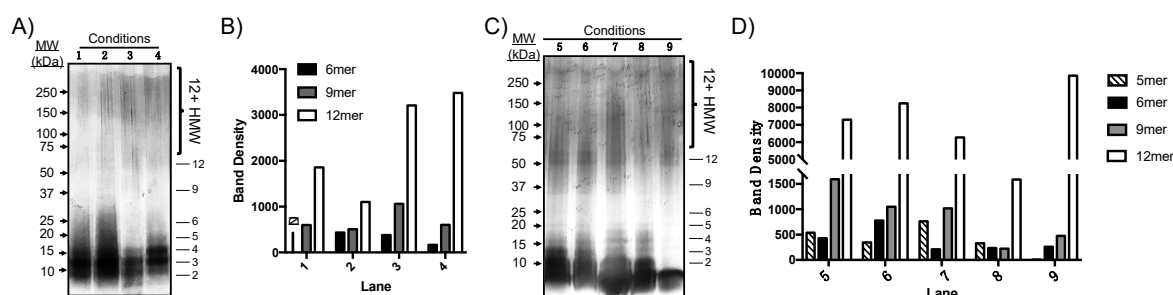 A)
MW
(kDa)
Conditions
1 2 3 4
250
150
100
75
50
37
25
20
15
10
12+ HMW
12
9
6
5
4
3
2
B)
Band Density
4000
3000
2000
1000
0
6mer
9mer
12mer
1 2 3 4
Lane
C)
MW
(kDa)
Conditions
5 6 7 8 9
250
150
100
75
50
37
25
20
15
10
12+ HMW
12
9
6
5
4
3
2
D)
Band Density
10000
9000
8000
7000
6000
5000
1500
1000
500
0
5mer
6mer
9mer
12mer
5 6 7 8 9
Lane